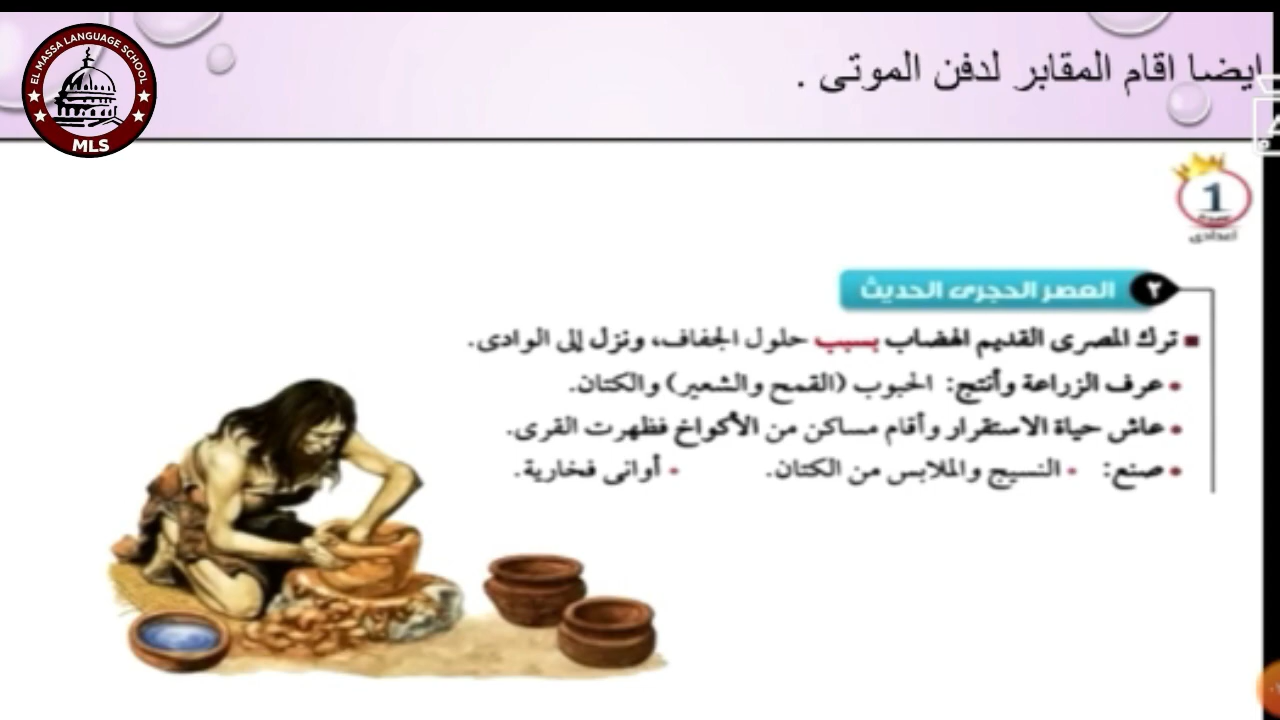 EL MASSA LANGUAGE SCHOOL
MLS
ايضا اقام المقابر لدفن الموتى .
1
اعدادى
٢ العصر الحجرى الحديث
ترك المصرى القديم الهضاب بسبب حلول الجفاف، ونزل إلى الوادى.
• عرف الزراعة وأنتج: الحبوب (القمح والشعير) والكتان.
• عاش حياة الاستقرار وأقام مساكن من الأكواخ فظهرت القرى.
• صنع: • النسيج والملابس من الكتان. • أوانى فخارية.